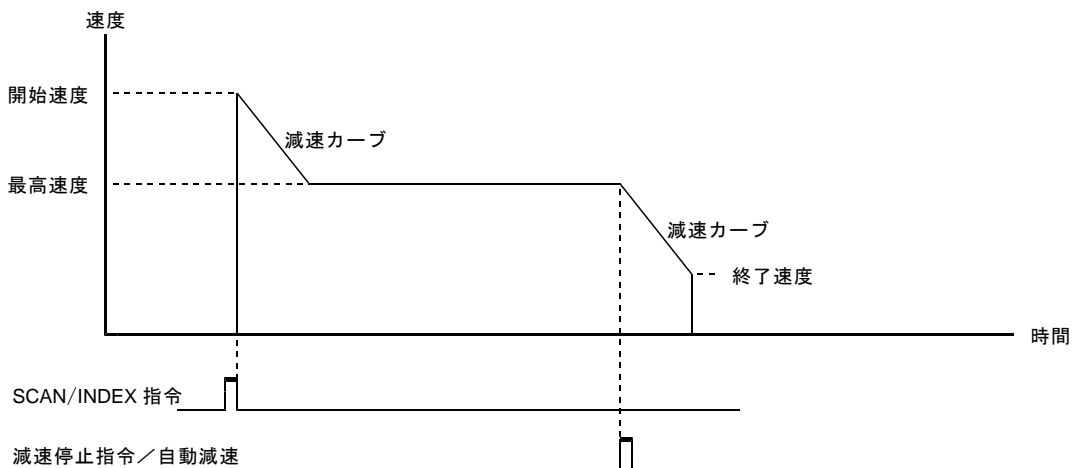 速度
開始速度
減速カーブ
最高速度
減速カーブ
終了速度
時間
SCAN/INDEX 指令
減速停止指令／自動減速